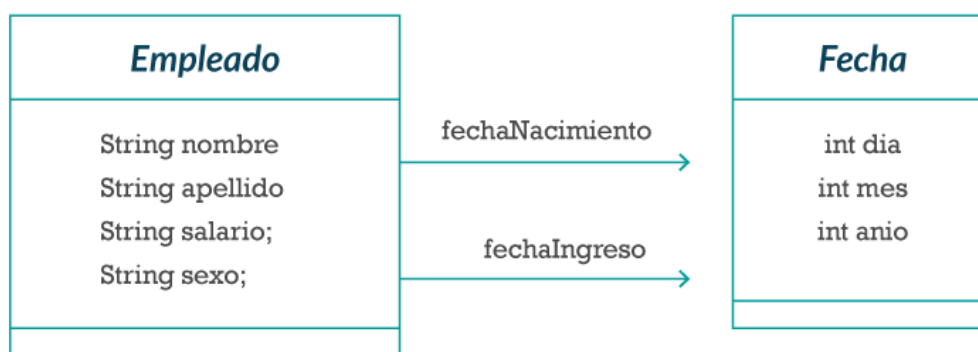 Empleado
String nombre
String apellido
String salario;
String sexo;
fechaNacimiento
fechaIngreso
Fecha
int dia
int mes
int anio